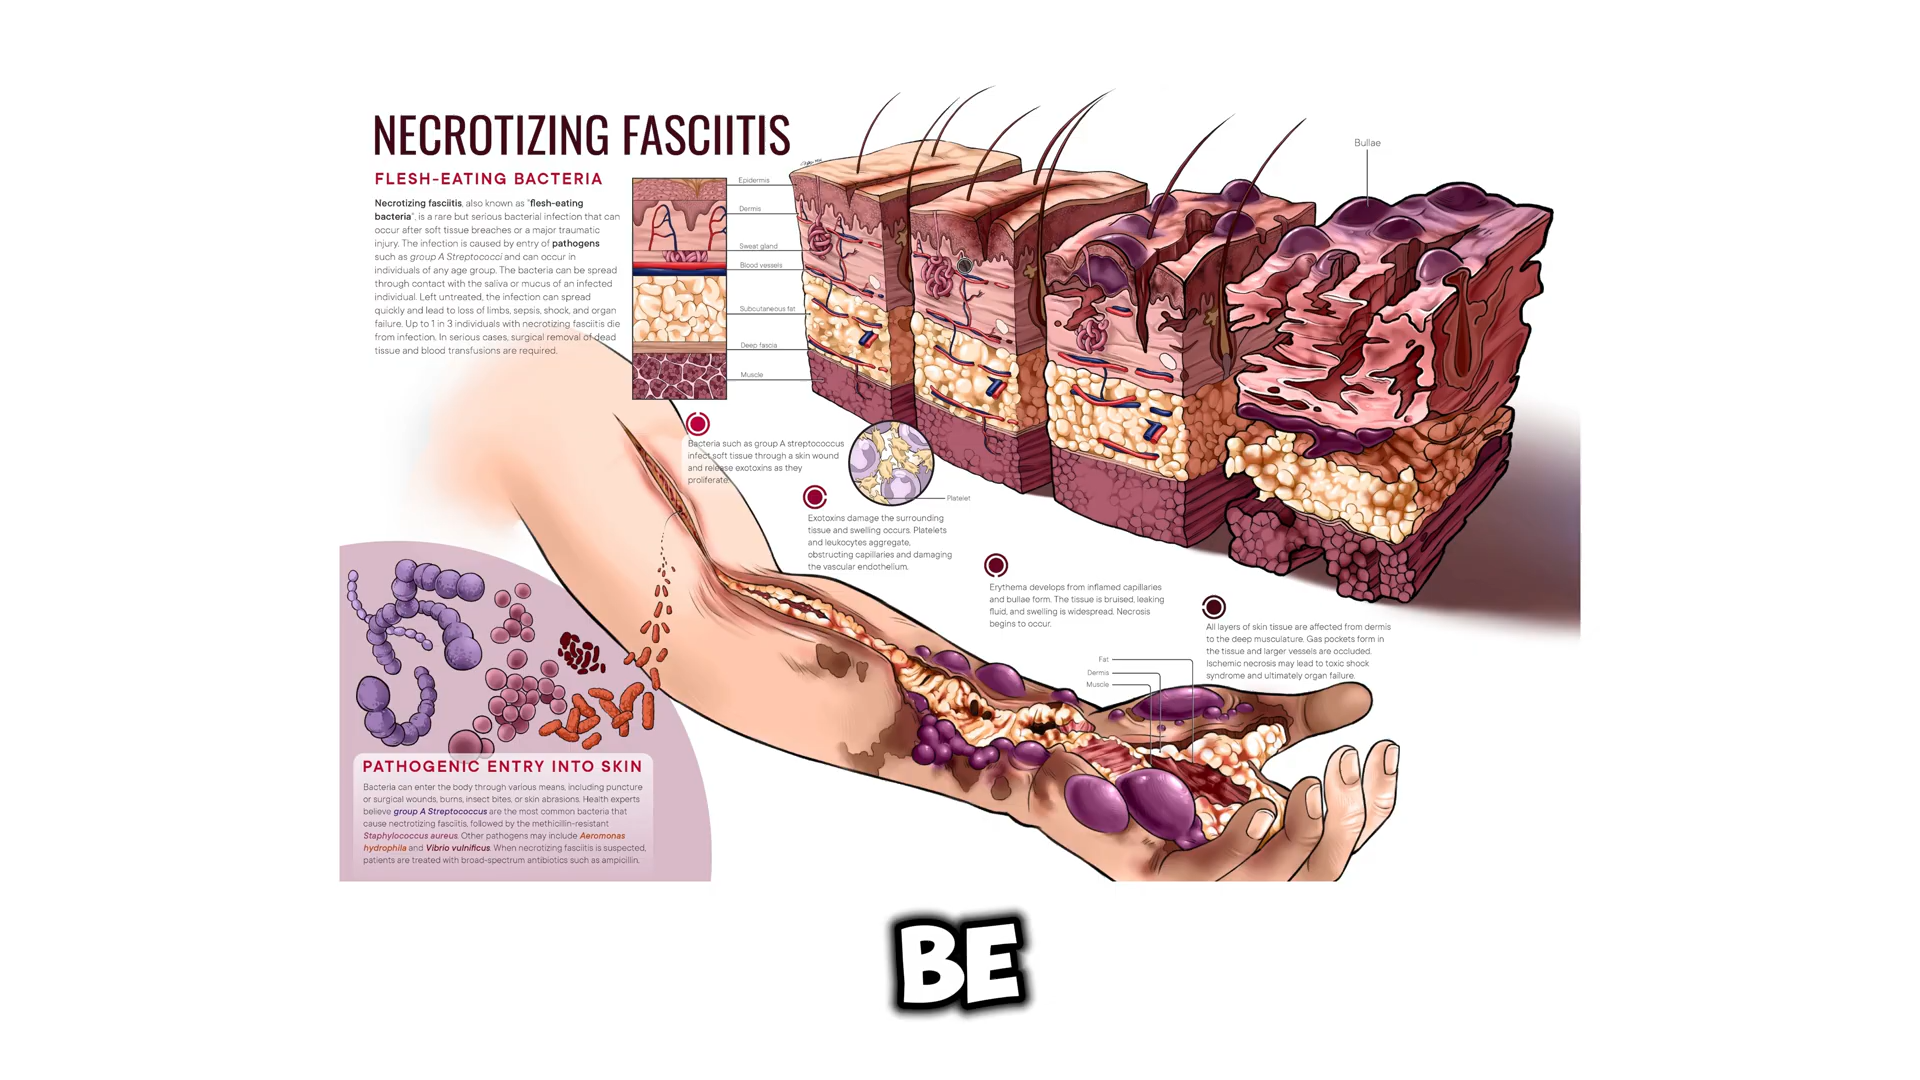 NECROTIZING FASCIITIS
FLESH-EATING BACTERIA
Necrotizing fasciitis, also known as "flesh-eating
bacteria", is a rare but serious bacterial infection that can
occur after soft tissue breaches or a major traumatic
injury. The infection is caused by entry of pathogens
such as group A Streptococci and can occur in
individuals of any age group. The bacteria can be spread
through contact with the saliva or mucus of an infected
individual. Left untreated, the infection can spread
quickly and lead to loss of limbs, sepsis, shock, and organ
failure. Up to 1 in 3 individuals with necrotizing fasciitis die
from infection. In serious cases, surgical removal of dead
tissue and blood transfusions are required.
Epidermis
Dermis
Sweat gland
Blood vessels
Subcutaneous fat
Deep fascia
Muscle
Bullae
Bacteria such as group A streptococcus
infect soft tissue through a skin wound
and release exotoxins as they
proliferate.
Platelet
Exotoxins damage the surrounding
tissue and swelling occurs. Platelets
and leukocytes aggregate,
obstructing capillaries and damaging
the vascular endothelium.
Erythema develops from inflamed capillaries
and bullae form. The tissue is bruised, leaking
fluid, and swelling is widespread. Necrosis
begins to occur.
All layers of skin tissue are affected from dermis
to the deep musculature. Gas pockets form in
the tissue and larger vessels are occluded.
Ischemic necrosis may lead to toxic shock
syndrome and ultimately organ failure.
Fat
Dermis
Muscle
PATHOGENIC ENTRY INTO SKIN
Bacteria can enter the body through various means, including puncture
or surgical wounds, burns, insect bites, or skin abrasions. Health experts
believe group A Streptococcus are the most common bacteria that
cause necrotizing fasciitis, followed by the methicillin-resistant
Staphylococcus aureus. Other pathogens may include Aeromonas
hydrophila and Vibrio vulnificus. When necrotizing fasciitis is suspected,
patients are treated with broad-spectrum antibiotics such as ampicillin.
BE